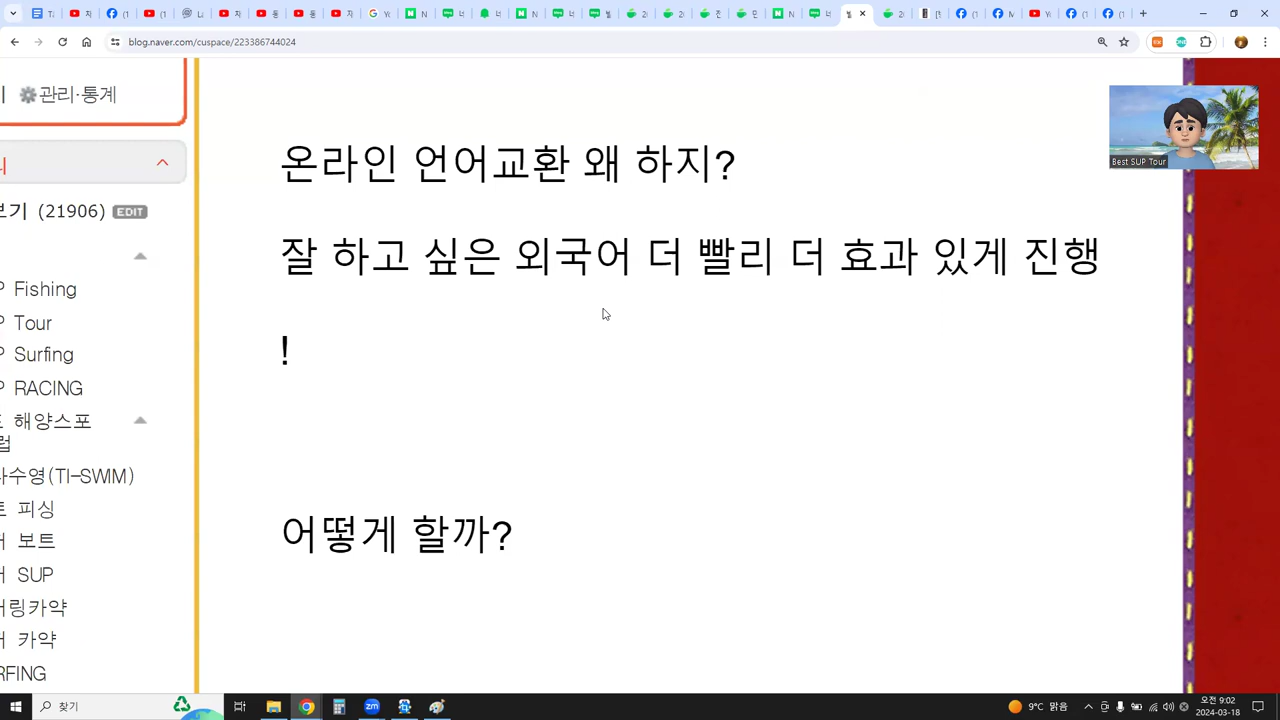 blog.naver.com/cuspace/223386744024
관리·통계
Best SUP Tour
온라인 언어교환 왜 하지?
잘 하고 싶은 외국어 더 빨리 더 효과 있게 진행
!
어떻게 할까?
보기 (21906) EDIT
P Fishing
P Tour
P Surfing
P RACING
해양스포
럽
수영(TI-SWIM)
트 피싱
보트
SUP
링카약
카약
RFING
찾기
9°C 맑음
오전 9:02
2024-03-18